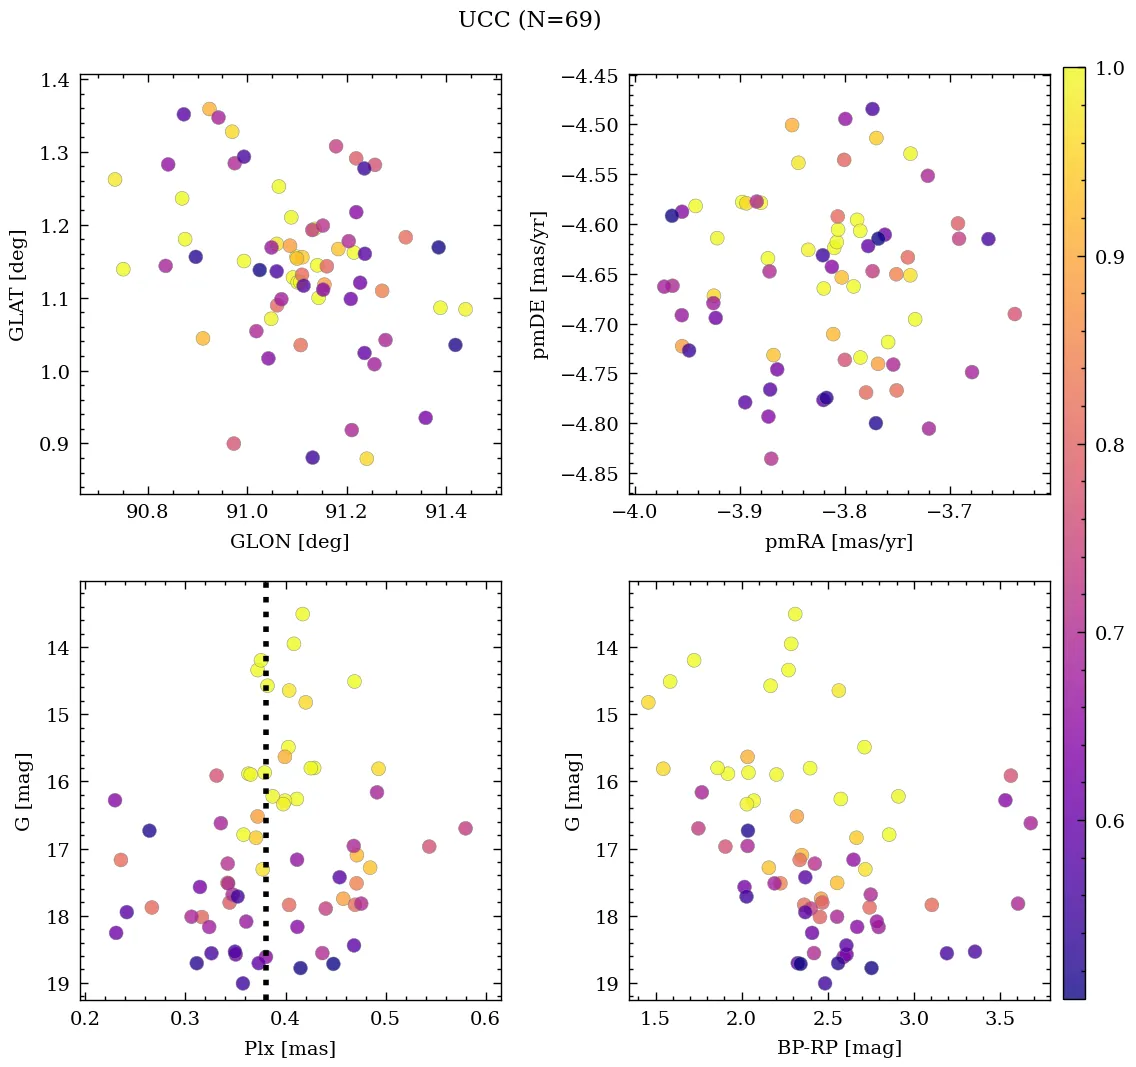 UCC (N=69)
1.4
1.3
1.2
1.1
1.0
0.9
GLAT [deg]
90.8 91.0 91.2 91.4
GLON [deg]
−4.45
−4.50
−4.55
−4.60
−4.65
−4.70
−4.75
−4.80
−4.85
pmDE [mas/yr]
−4.0 −3.9 −3.8 −3.7
pmRA [mas/yr]
14
15
16
17
18
19
G [mag]
0.2 0.3 0.4 0.5 0.6
Plx [mas]
14
15
16
17
18
19
G [mag]
1.5 2.0 2.5 3.0 3.5
BP-RP [mag]
1.0
0.9
0.8
0.7
0.6